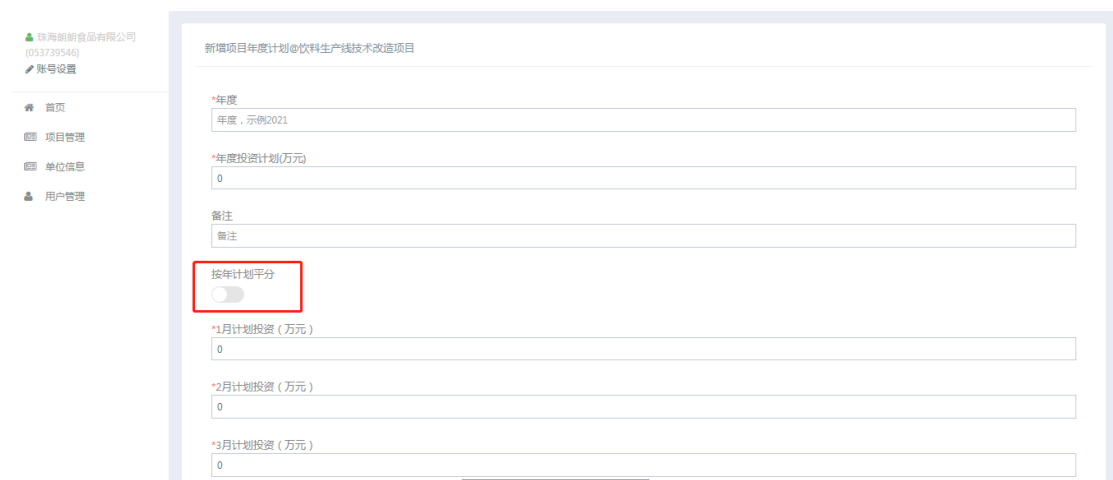 珠海朗朗食品有限公司
(053739546)
账号设置
首页
项目管理
单位信息
用户管理
新增项目年度计划@饮料生产线技术改造项目
*年度
年度，示例2021
*年度投资计划(万元)
0
备注
备注
按年计划平分
*1月计划投资（万元）
0
*2月计划投资（万元）
0
*3月计划投资（万元）
0